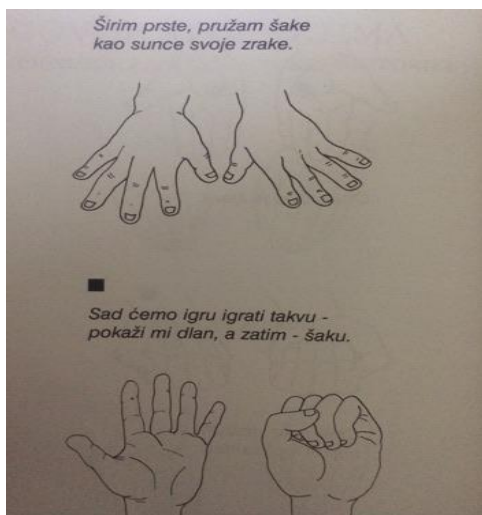 Širim prste, pružam šake
kao sunce svoje zrake.
Sad ćemo igru igrati takvu -
pokaži mi dlan, a zatim - šaku.